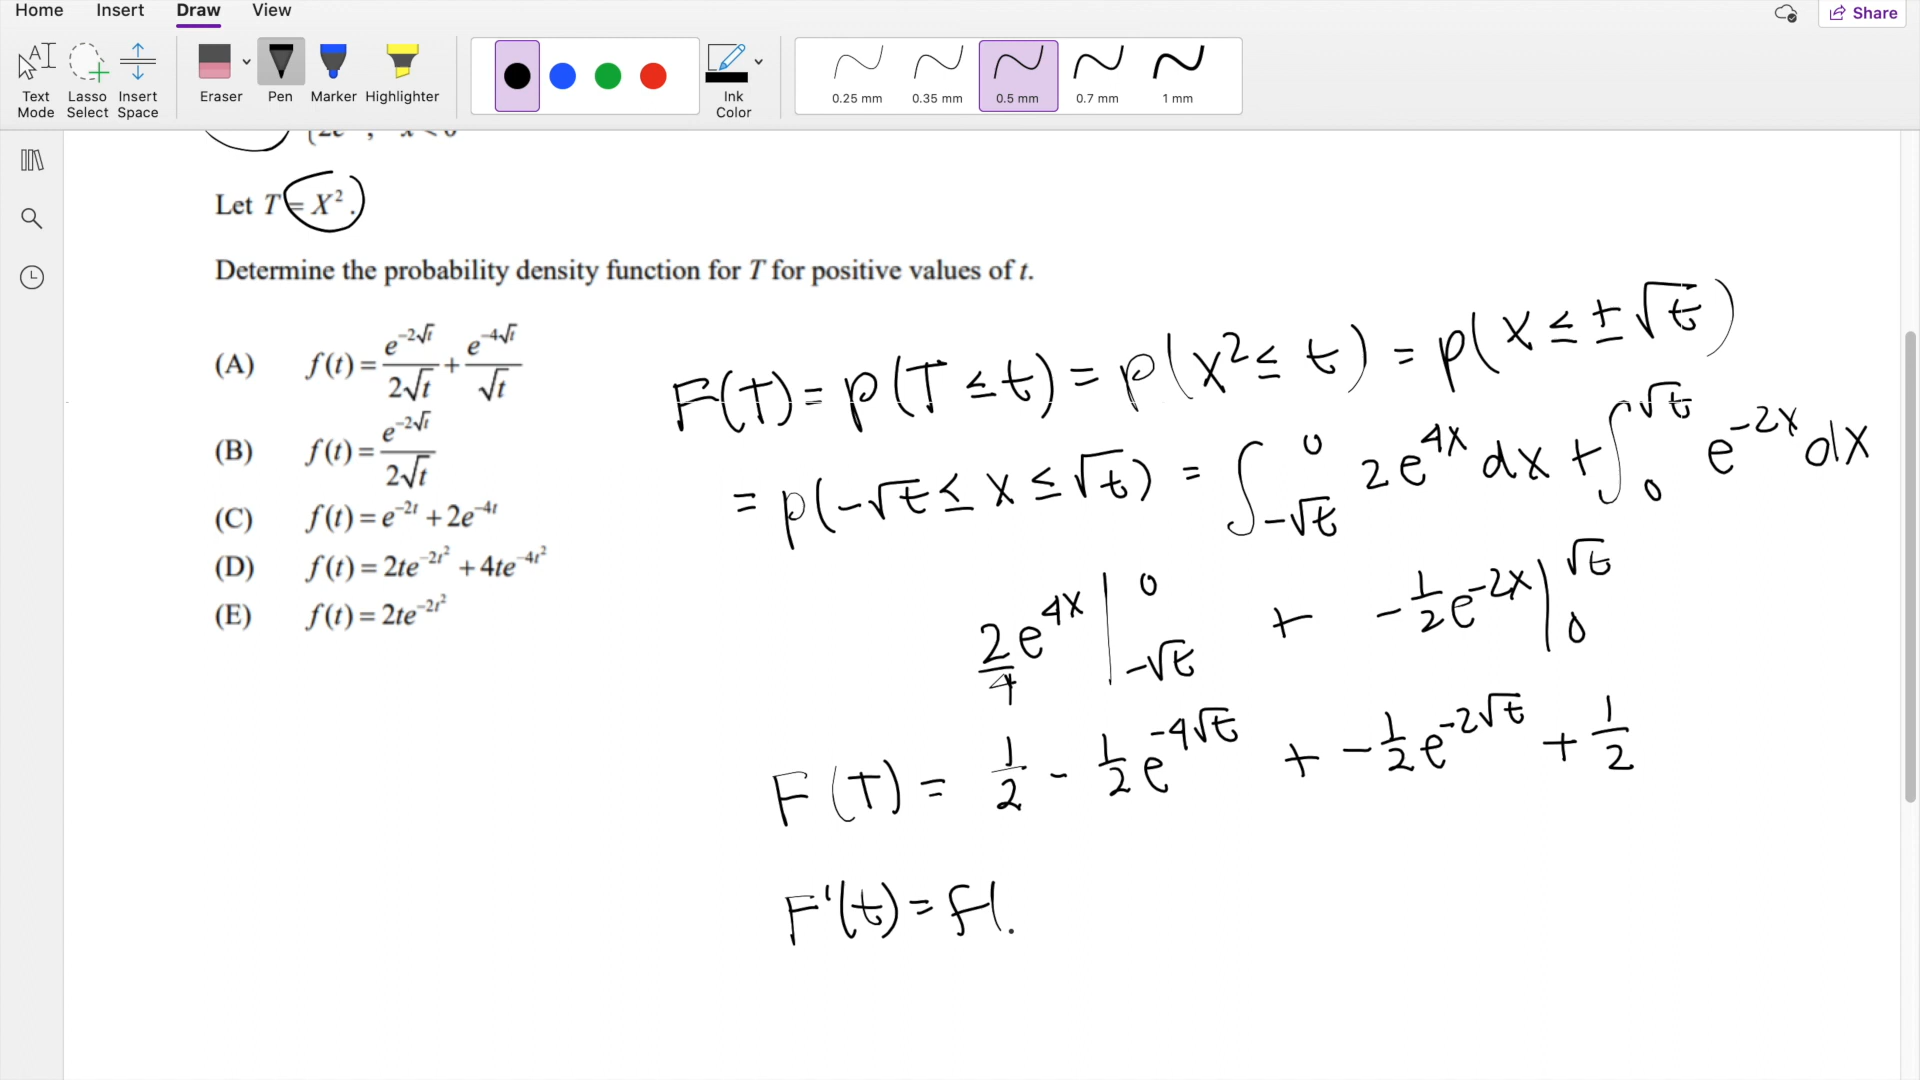 Home Insert Draw View
Share
Text Mode
Lasso Select
Insert Space
Eraser
Pen
Marker
Highlighter
Ink Color
0.25 mm
0.35 mm
0.5 mm
0.7 mm
1 mm
Let T = X².
Determine the probability density function for T for positive values of t.
(A) f(t) = e^(-2√t)/(2√t) + e^(-4√t)/√t
(B) f(t) = e^(-2√t)/(2√t)
(C) f(t) = e^(-2t) + 2e^(-4t)
(D) f(t) = 2te^(-2t²) + 4te^(-4t²)
(E) f(t) = 2te^(-2t²)
F(T) = p(T ≤ t) = p(X² ≤ t) = p(X ≤ ±√t)
= p(-√t ≤ X ≤ √t) = ∫_(-√t)^0 2e^(4x) dx + ∫_0^(√t) e^(-2x) dx
2/4 e^(4x) |_(-√t)^0 + -1/2 e^(-2x) |_0^(√t)
F(T) = 1/2 - 1/2 e^(-4√t) + -1/2 e^(-2√t) + 1/2
F'(t) = f(